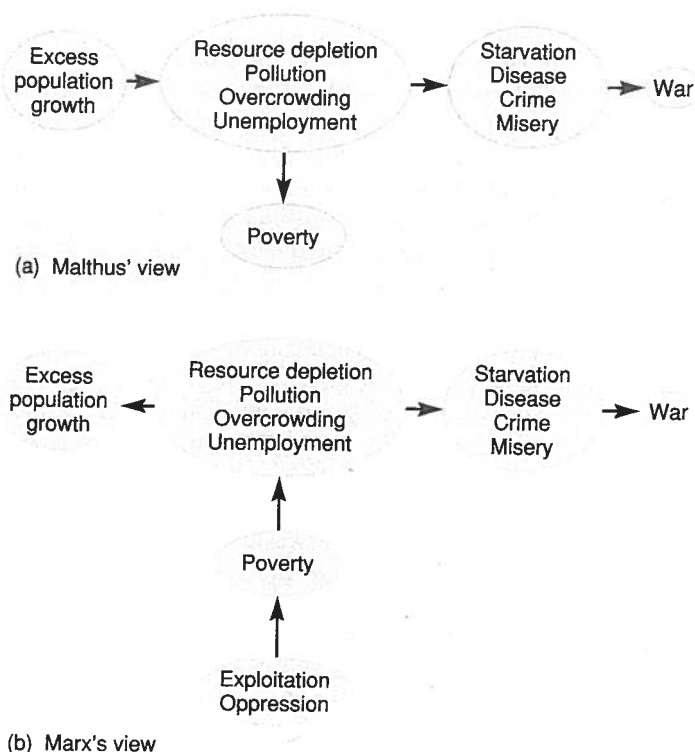 Excess
population
growth
Resource depletion
Pollution
Overcrowding
Unemployment
Starvation
Disease
Crime
Misery
War
Poverty
(a) Malthus' view
Excess
population
growth
Resource depletion
Pollution
Overcrowding
Unemployment
Starvation
Disease
Crime
Misery
War
Poverty
Exploitation
Oppression
(b) Marx's view